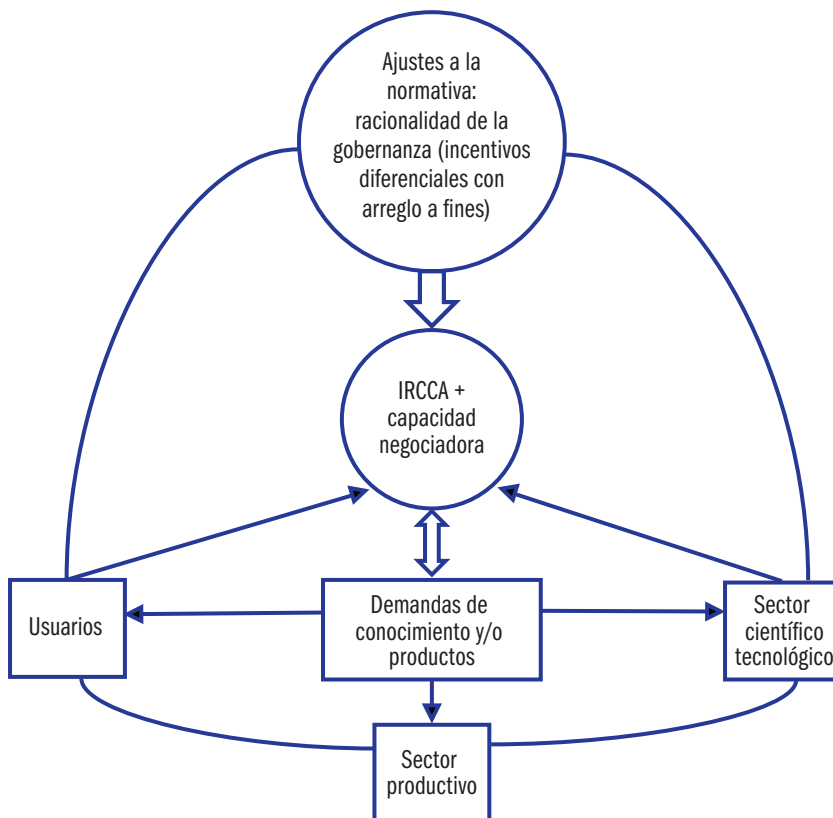 Ajustes a la
normativa:
racionalidad de la
gobernanza (incentivos
diferenciales con
arreglo a fines)
IRCCA +
capacidad
negociadora
Usuarios
Demandas de
conocimiento y/o
productos
Sector
científico
tecnológico
Sector
productivo